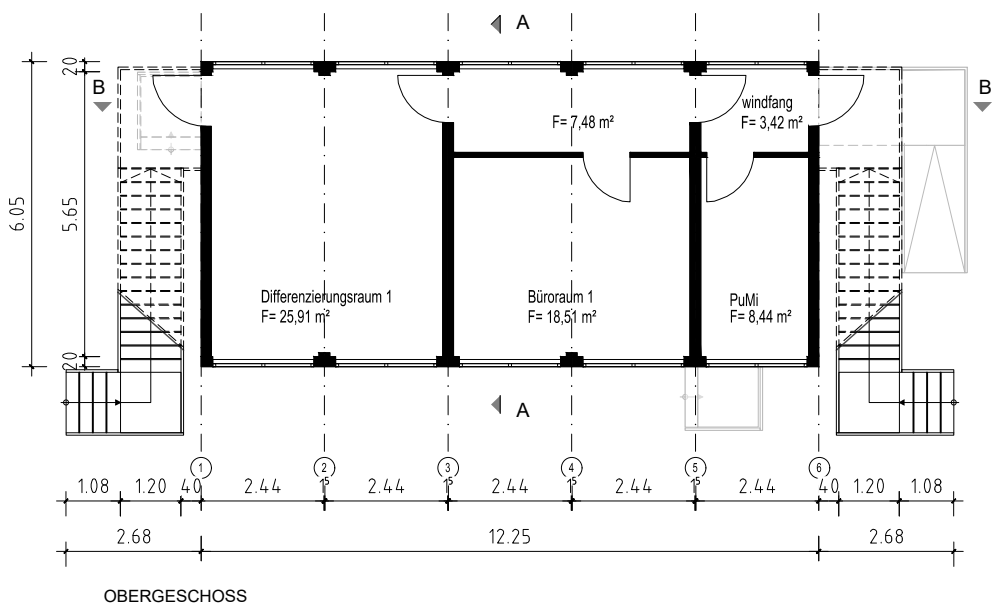 A
B
B
20
5.65
20
6.05
F= 7,48 m²
windfang
F= 3,42 m²
Differenzierungsraum 1
F= 25,91 m²
Büroraum 1
F= 18,51 m²
PuMi
F= 8,44 m²
A
1 2 3 4 5 6
1.08 1.20 40 2.44 15 2.44 15 2.44 15 2.44 15 2.44 40 1.20 1.08
2.68 12.25 2.68
OBERGESCHOSS